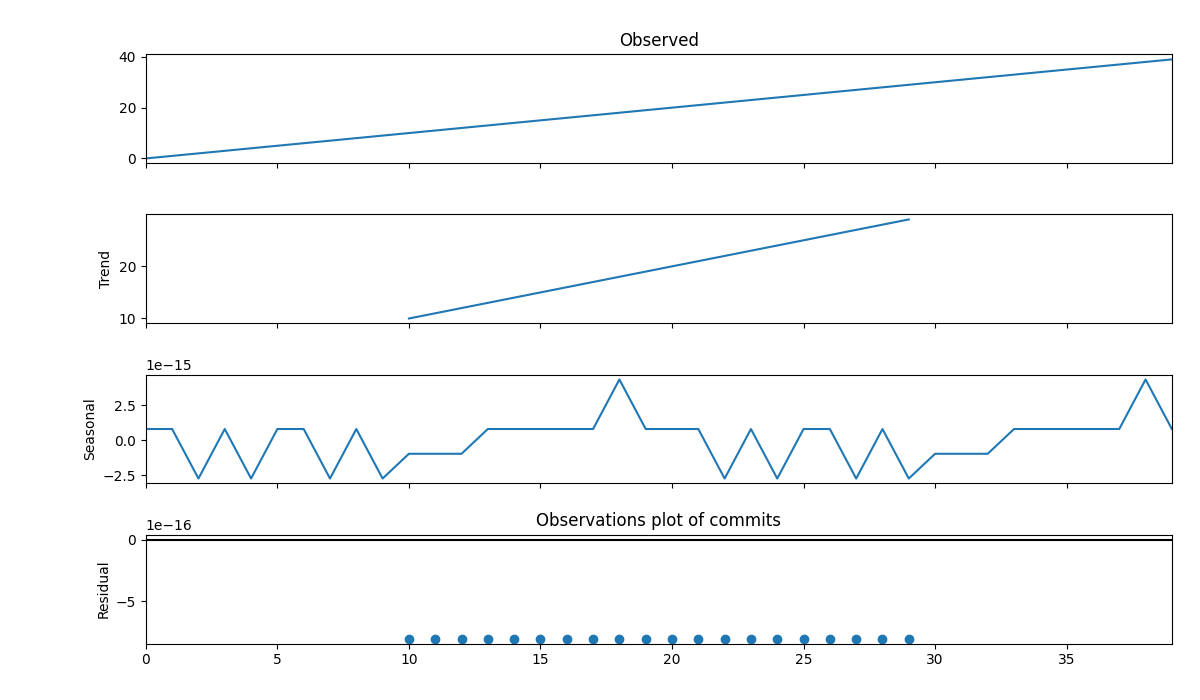 Observed
40
20
0
Trend
20
10
1e−15
Seasonal
2.5
0.0
−2.5
Observations plot of commits
1e−16
Residual
0
−5
0 5 10 15 20 25 30 35